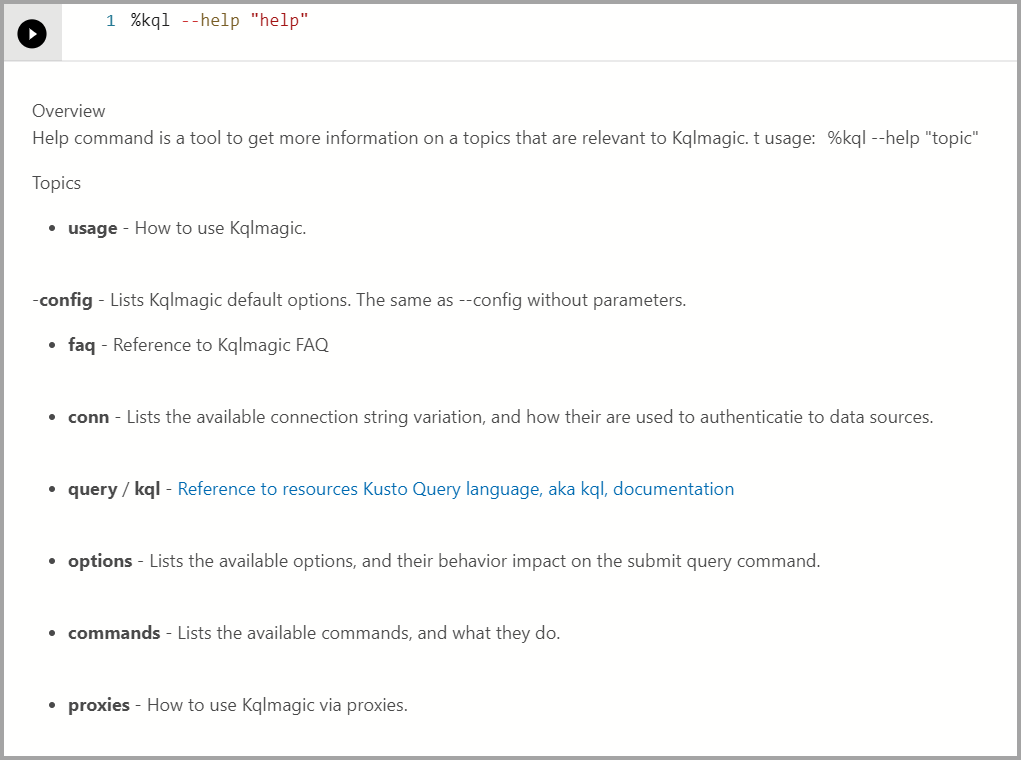 1 %kql --help "help"
Overview
Help command is a tool to get more information on a topics that are relevant to Kqlmagic. t usage: %kql --help "topic"
Topics
• usage - How to use Kqlmagic.
-config - Lists Kqlmagic default options. The same as --config without parameters.
• faq - Reference to Kqlmagic FAQ
• conn - Lists the available connection string variation, and how their are used to authenticatie to data sources.
• query / kql - Reference to resources Kusto Query language, aka kql, documentation
• options - Lists the available options, and their behavior impact on the submit query command.
• commands - Lists the available commands, and what they do.
• proxies - How to use Kqlmagic via proxies.